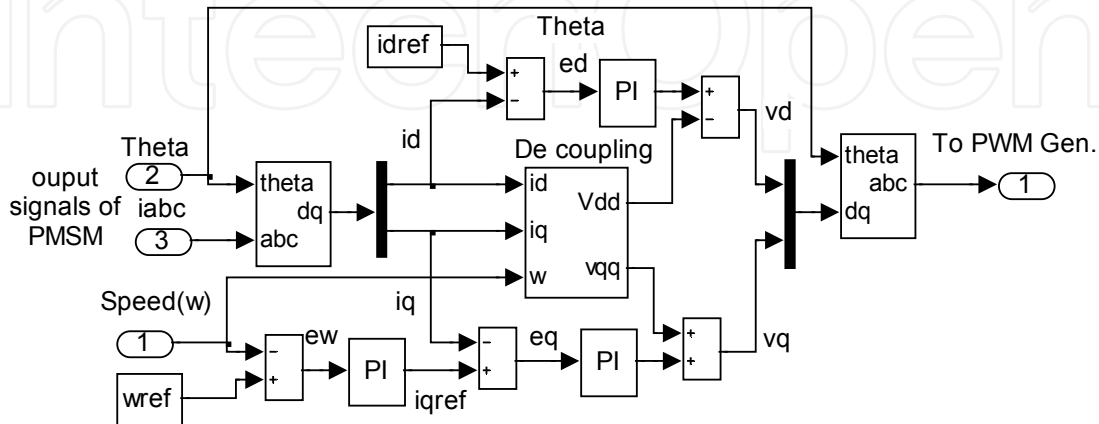 IntechOpen
Theta
idref
+
−
ed
PI
+
−
vd
id
De coupling
Theta
2
ouput
signals of
PMSM
iabc
3
theta
dq
abc
id
iq
w
Vdd
vqq
theta
abc
dq
To PWM Gen.
1
Speed(w)
1
iq
wref
−
+
ew
PI
iqref
−
+
eq
PI
+
+
vq